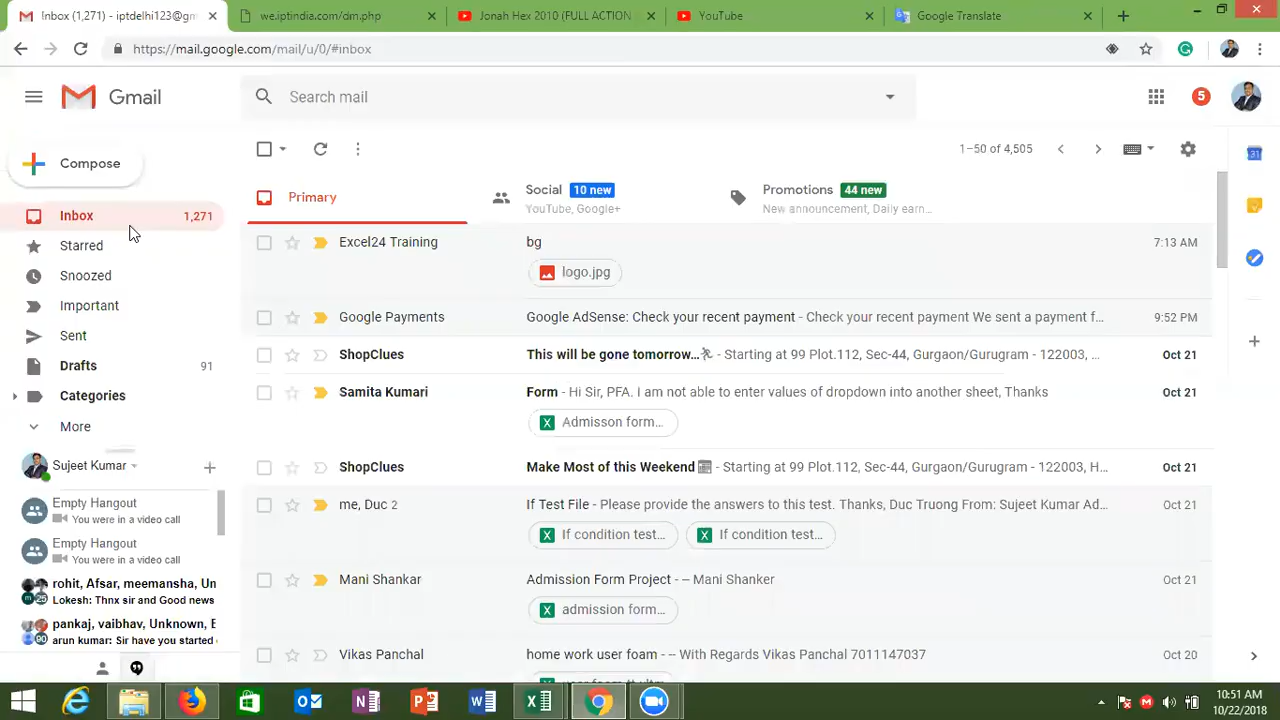 Inbox (1,271) - iptdelhi123@gm
we.iptindia.com/dm.php
Jonah Hex 2010 (FULL ACTION
YouTube
Google Translate
https://mail.google.com/mail/u/0/#inbox
Gmail
Search mail
5
Compose
1–50 of 4,505
Primary
Social 10 new
YouTube, Google+
Promotions 44 new
New announcement, Daily earn...
Inbox 1,271
Starred
Snoozed
Important
Sent
Drafts 91
Categories
More
Excel24 Training bg 7:13 AM
logo.jpg
Google Payments Google AdSense: Check your recent payment - Check your recent payment We sent a payment f... 9:52 PM
ShopClues This will be gone tomorrow... - Starting at 99 Plot.112, Sec-44, Gurgaon/Gurugram - 122003, ... Oct 21
Samita Kumari Form - Hi Sir, PFA. I am not able to enter values of dropdown into another sheet, Thanks Oct 21
Admisson form...
ShopClues Make Most of this Weekend - Starting at 99 Plot.112, Sec-44, Gurgaon/Gurugram - 122003, H... Oct 21
me, Duc 2 If Test File - Please provide the answers to this test. Thanks, Duc Truong From: Sujeet Kumar Ad... Oct 21
If condition test... If condition test...
Mani Shankar Admission Form Project - -- Mani Shanker Oct 21
admission form...
Vikas Panchal home work user foam - -- With Regards Vikas Panchal 7011147037 Oct 20
Sujeet Kumar
Empty Hangout
You were in a video call
Empty Hangout
You were in a video call
rohit, Afsar, meemansha, Un
Lokesh: Thnx sir and Good news
pankaj, vaibhav, Unknown, E
arun kumar: Sir have you started
10:51 AM
10/22/2018